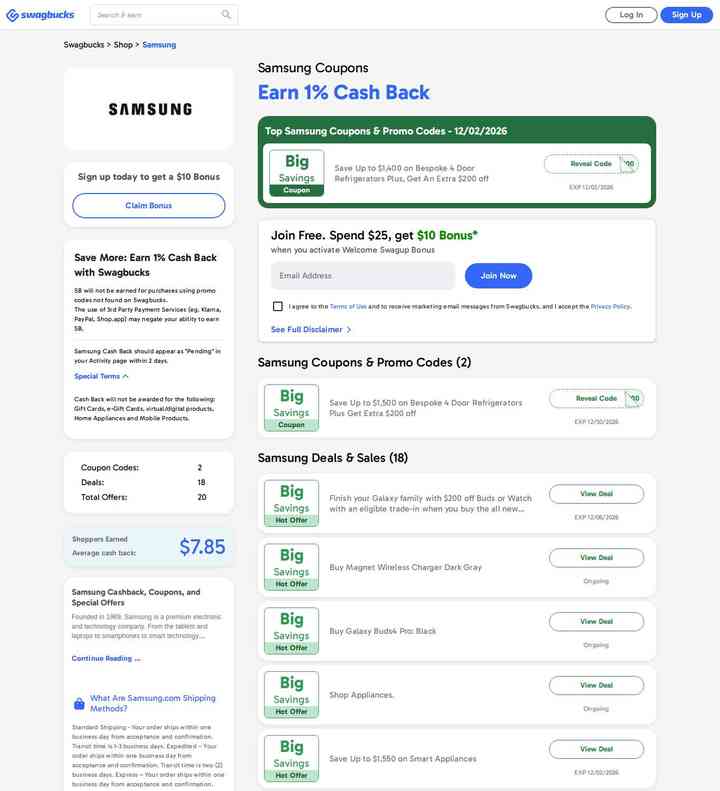 swagbucks
Search & earn
Log In
Sign Up
Swagbucks > Shop > Samsung
SAMSUNG
Sign up today to get a $10 Bonus
Claim Bonus
Save More: Earn 1% Cash Back
with Swagbucks
SB will not be earned for purchases using promo
codes not found on Swagbucks.
The use of 3rd Party Payment Services (eg. Klarna,
PayPal, Shop.app) may negate your ability to earn
SB.
Samsung Cash Back should appear as "Pending" in
your Activity page within 2 days.
Special Terms
Cash Back will not be awarded for the following:
Gift Cards, e-Gift Cards, virtual/digital products,
Home Appliances and Mobile Products.
Coupon Codes: 2
Deals: 18
Total Offers: 20
Shoppers Earned
Average cash back:
$7.85
Samsung Cashback, Coupons, and
Special Offers
Founded in 1969, Samsung is a premium electronic
and technology company. From the tablets and
laptops to smartphones to smart technology...
Continue Reading ...
What Are Samsung.com Shipping
Methods?
Standard Shipping - Your order ships within one
business day from acceptance and confirmation.
Transit time is 1-3 business days. Expedited – Your
order ships within one business day from
acceptance and confirmation. Transit time is two (2)
business days. Express – Your order ships within one
business day from acceptance and confirmation.
Samsung Coupons
Earn 1% Cash Back
Top Samsung Coupons & Promo Codes - 12/02/2026
Big
Savings
Coupon
Save Up to $1,400 on Bespoke 4 Door
Refrigerators Plus, Get An Extra $200 off
Reveal Code
00
EXP 12/02/2026
Join Free. Spend $25, get $10 Bonus*
when you activate Welcome Swagup Bonus
Email Address
Join Now
I agree to the Terms of Use and to receive marketing email messages from Swagbucks, and I accept the Privacy Policy.
See Full Disclaimer
Samsung Coupons & Promo Codes (2)
Big
Savings
Coupon
Save Up to $1,500 on Bespoke 4 Door Refrigerators
Plus Get Extra $200 off
Reveal Code
00
EXP 12/30/2026
Samsung Deals & Sales (18)
Big
Savings
Hot Offer
Finish your Galaxy family with $200 off Buds or Watch
with an eligible trade-in when you buy the all new...
View Deal
EXP 12/06/2026
Big
Savings
Hot Offer
Buy Magnet Wireless Charger Dark Gray
View Deal
Ongoing
Big
Savings
Hot Offer
Buy Galaxy Buds4 Pro: Black
View Deal
Ongoing
Big
Savings
Hot Offer
Shop Appliances.
View Deal
Ongoing
Big
Savings
Hot Offer
Save Up to $1,550 on Smart Appliances
View Deal
EXP 12/02/2026